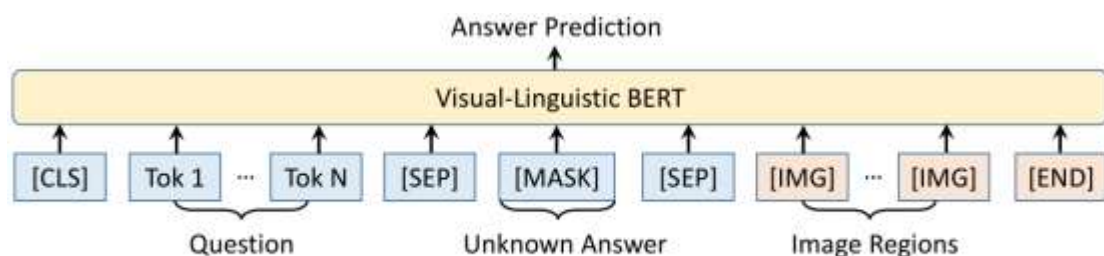 Answer Prediction
Visual-Linguistic BERT
[CLS] Tok 1 ... Tok N [SEP] [MASK] [SEP] [IMG] ... [IMG] [END]
Question Unknown Answer Image Regions